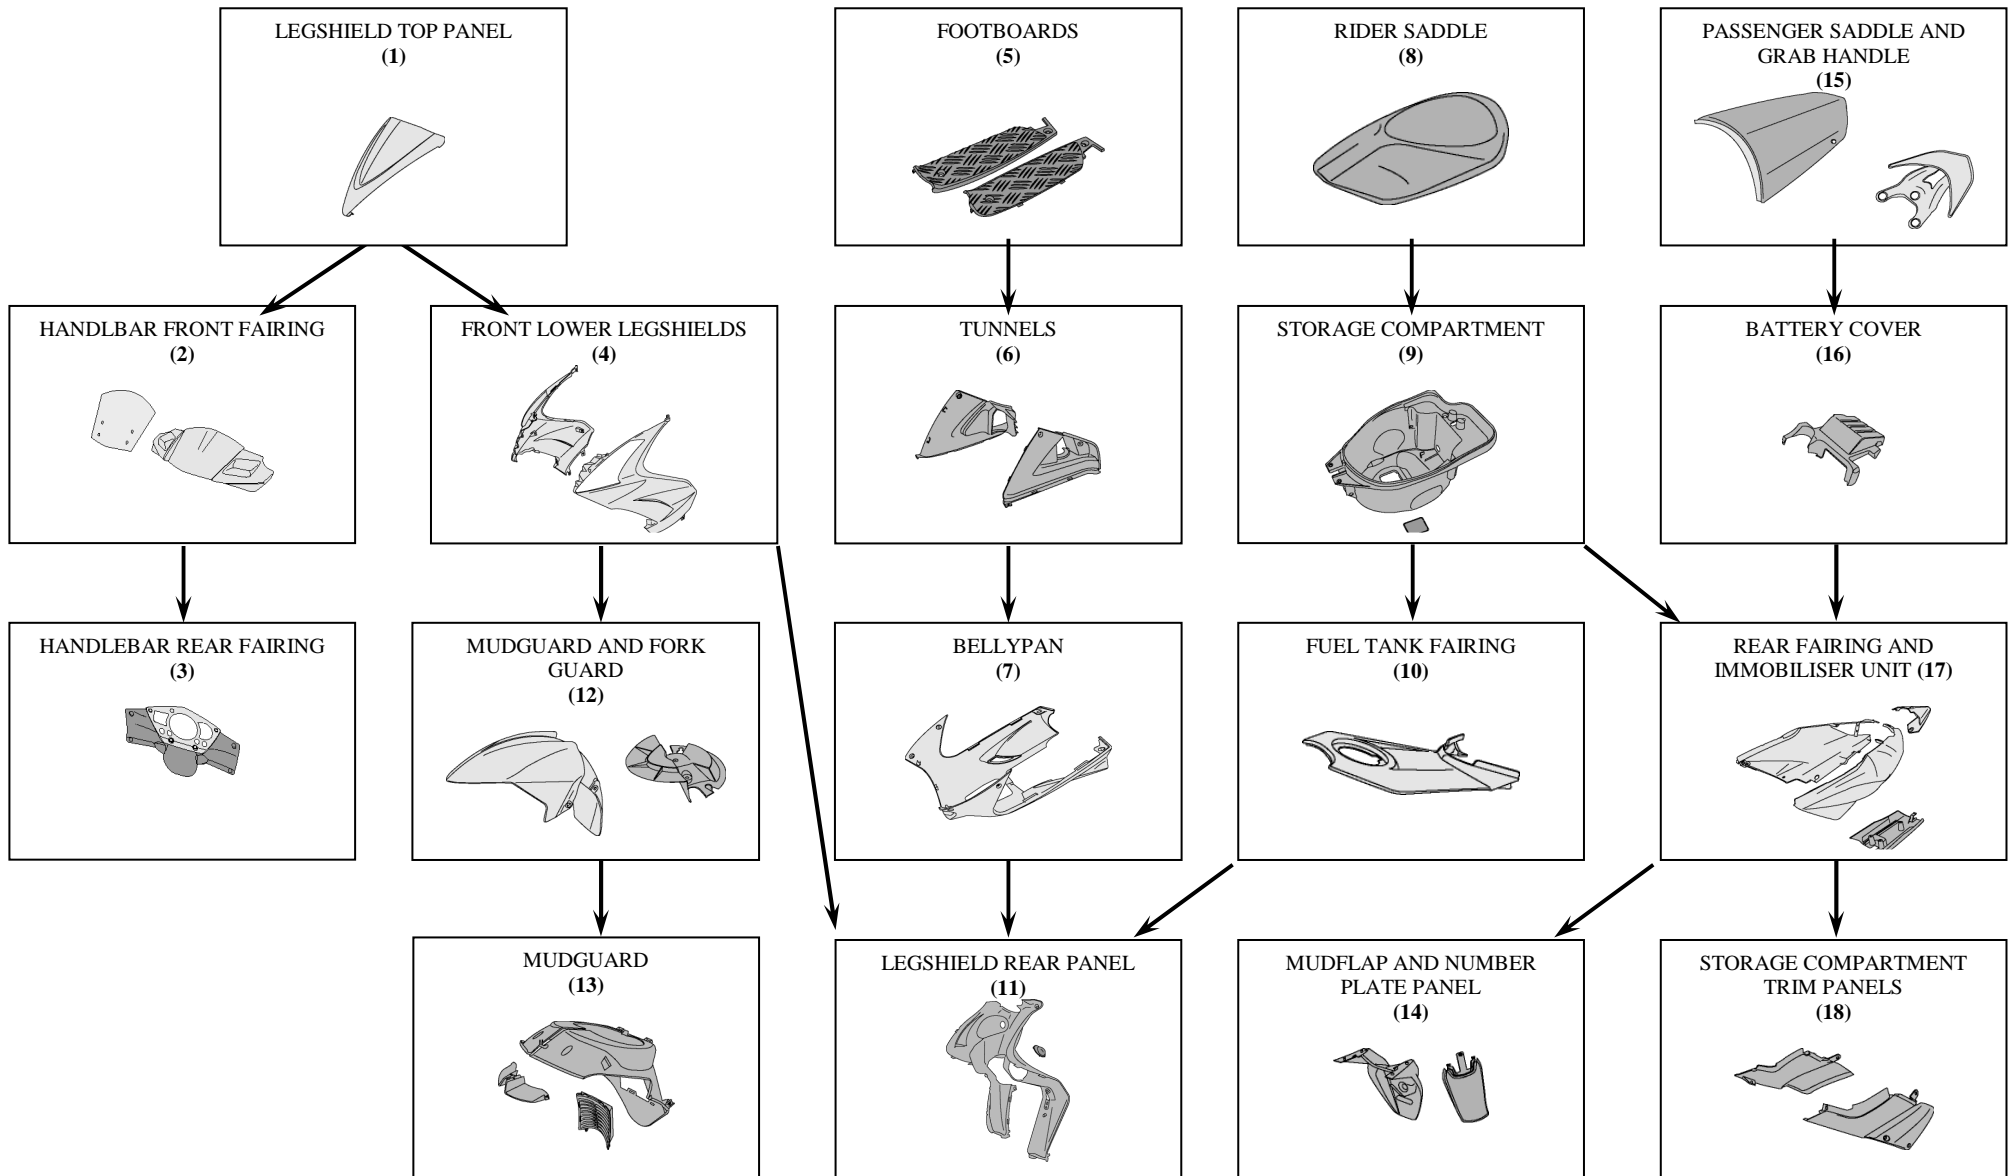 LEGSHIELD TOP PANEL
(1)
FOOTBOARDS
(5)
RIDER SADDLE
(8)
PASSENGER SADDLE AND
GRAB HANDLE
(15)
HANDLBAR FRONT FAIRING
(2)
FRONT LOWER LEGSHIELDS
(4)
TUNNELS
(6)
STORAGE COMPARTMENT
(9)
BATTERY COVER
(16)
HANDLEBAR REAR FAIRING
(3)
MUDGUARD AND FORK
GUARD
(12)
BELLYPAN
(7)
FUEL TANK FAIRING
(10)
REAR FAIRING AND
IMMOBILISER UNIT (17)
MUDGUARD
(13)
LEGSHIELD REAR PANEL
(11)
MUDFLAP AND NUMBER
PLATE PANEL
(14)
STORAGE COMPARTMENT
TRIM PANELS
(18)